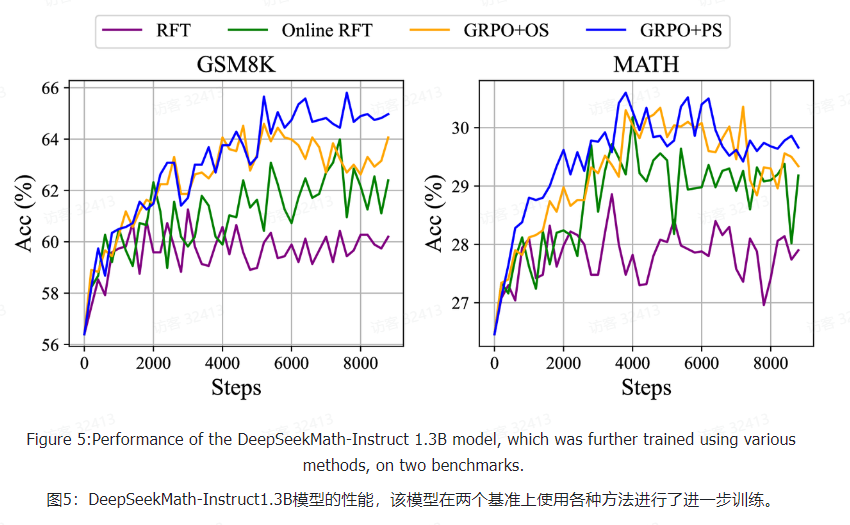 RFT Online RFT GRPO+OS GRPO+PS
GSM8K
MATH
Acc (%)
66
64
62
60
58
56
0 2000 4000 6000 8000
Steps
Acc (%)
30
29
28
27
0 2000 4000 6000 8000
Steps
Figure 5:Performance of the DeepSeekMath-Instruct 1.3B model, which was further trained using various
methods, on two benchmarks.
图5：DeepSeekMath-Instruct1.3B模型的性能，该模型在两个基准上使用各种方法进行了进一步训练。
访客 32413